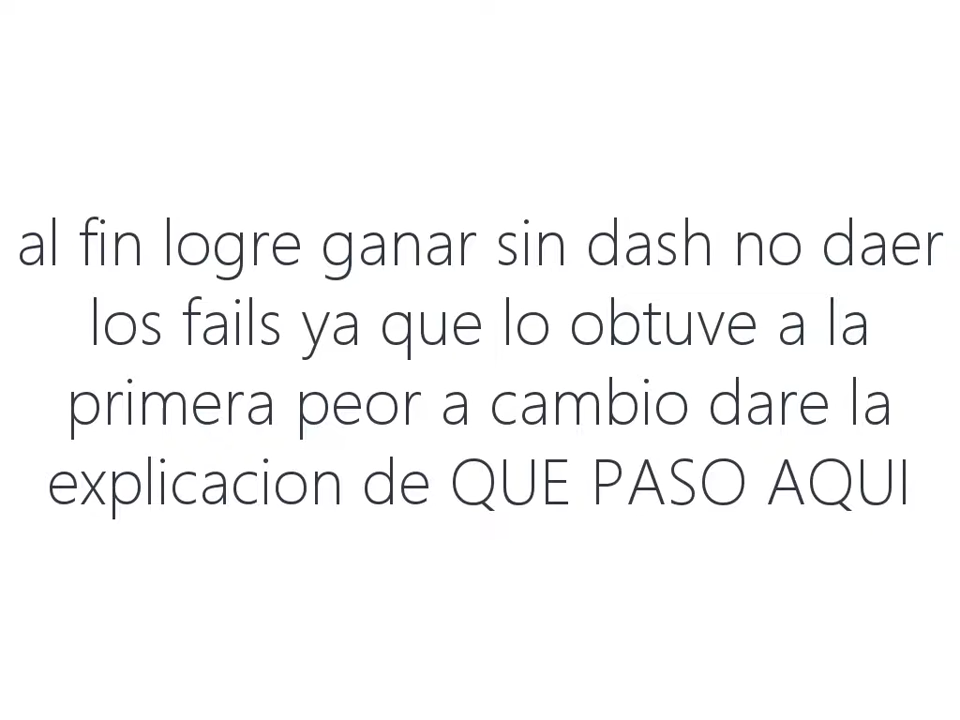 al fin logre ganar sin dash no daer
los fails ya que lo obtuve a la
primera peor a cambio dare la
explicacion de QUE PASO AQUI